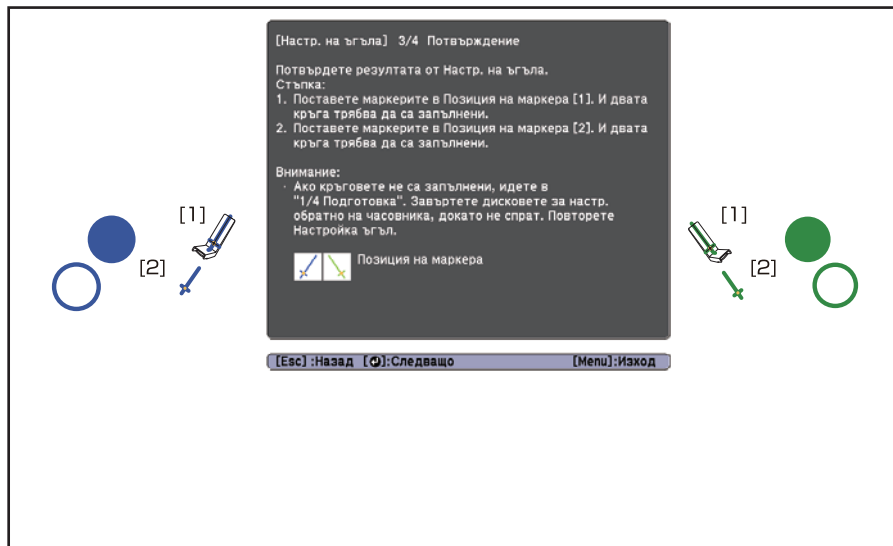 [Настр. на ъгъла] 3/4 Потвърждение
Потвърдете резултата от Настр. на ъгъла.
Стъпка:
1. Поставете маркерите в Позиция на маркера [1]. И двата
кръга трябва да са запълнени.
2. Поставете маркерите в Позиция на маркера [2]. И двата
кръга трябва да са запълнени.
Внимание:
· Ако кръговете не са запълнени, идете в
"1/4 Подготовка". Завъртете дисковете за настр.
обратно на часовника, докато не спрат. Повторете
Настройка ъгъл.
Позиция на маркера
[1]
[2]
[1]
[2]
[Esc] :Назад [⏎]:Следващо [Menu]:Изход